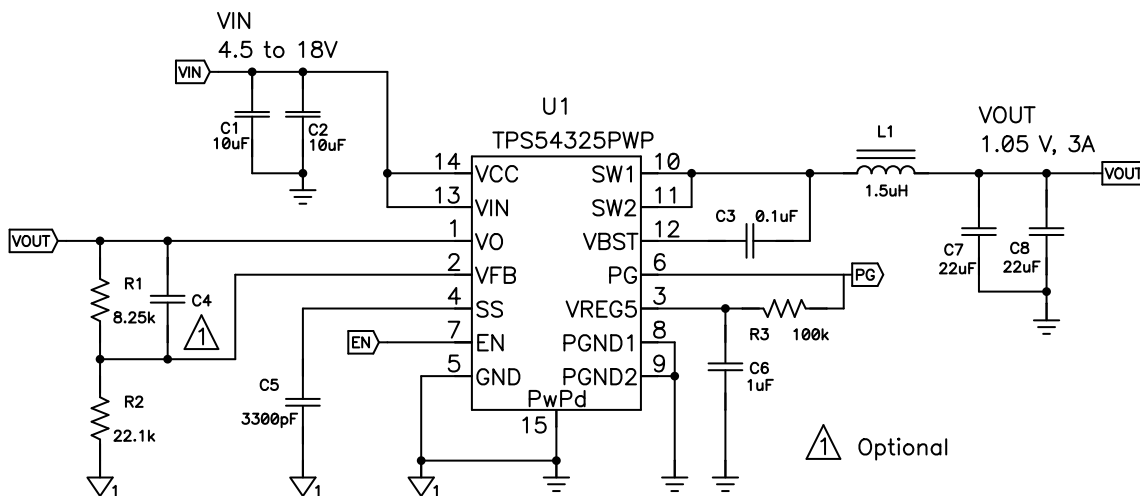 VIN
4.5 to 18V
VIN
C1
10uF
C2
10uF
U1
TPS54325PWP
14 VCC SW1 10
13 VIN SW2 11
1 VO VBST 12
2 VFB PG 6
4 SS VREG5 3
7 EN PGND1 8
5 GND PGND2 9
PwPd
15
L1
1.5uH
VOUT
1.05 V, 3A
VOUT
C3 0.1uF
C7
22uF
C8
22uF
VOUT
R1
8.25k
C4
1
PG
R3 100k
EN
C5
3300pF
C6
1uF
R2
22.1k
1 Optional
1
1
1